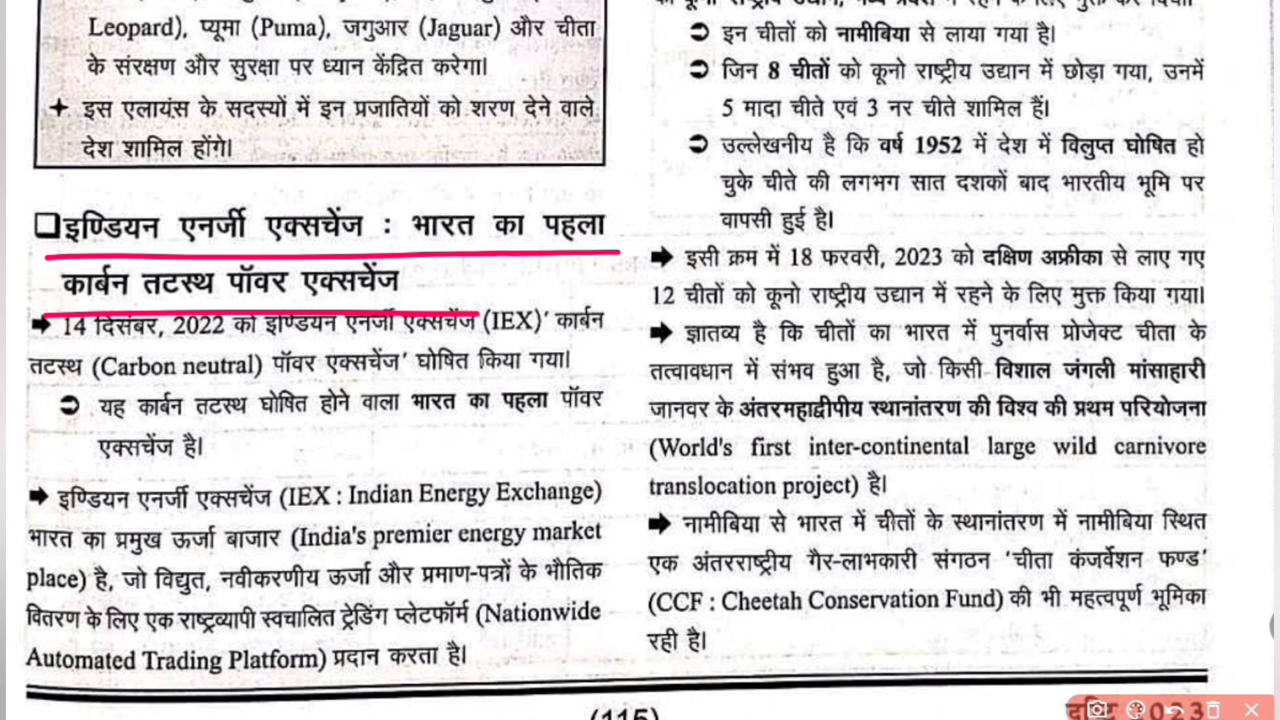 Leopard), प्यूमा (Puma), जगुआर (Jaguar) और चीता
के संरक्षण और सुरक्षा पर ध्यान केंद्रित करेगा।
इस एलायंस के सदस्यों में इन प्रजातियों को शरण देने वाले
देश शामिल होंगे।
❑इण्डियन एनर्जी एक्सचेंज : भारत का पहला
कार्बन तटस्थ पॉवर एक्सचेंज
➡ 14 दिसंबर, 2022 को इण्डियन एनर्जी एक्सचेंज (IEX)' कार्बन
तटस्थ (Carbon neutral) पॉवर एक्सचेंज' घोषित किया गया।
➲ यह कार्बन तटस्थ घोषित होने वाला भारत का पहला पॉवर
एक्सचेंज है।
➡ इण्डियन एनर्जी एक्सचेंज (IEX : Indian Energy Exchange)
भारत का प्रमुख ऊर्जा बाजार (India's premier energy market
place) है, जो विद्युत, नवीकरणीय ऊर्जा और प्रमाण-पत्रों के भौतिक
वितरण के लिए एक राष्ट्रव्यापी स्वचालित ट्रेडिंग प्लेटफॉर्म (Nationwide
Automated Trading Platform) प्रदान करता है।
➲ इन चीतों को नामीबिया से लाया गया है।
➲ जिन 8 चीतों को कूनो राष्ट्रीय उद्यान में छोड़ा गया, उनमें
5 मादा चीते एवं 3 नर चीते शामिल हैं।
➲ उल्लेखनीय है कि वर्ष 1952 में देश में विलुप्त घोषित हो
चुके चीते की लगभग सात दशकों बाद भारतीय भूमि पर
वापसी हुई है।
➡ इसी क्रम में 18 फरवरी, 2023 को दक्षिण अफ्रीका से लाए गए
12 चीतों को कूनो राष्ट्रीय उद्यान में रहने के लिए मुक्त किया गया।
➡ ज्ञातव्य है कि चीतों का भारत में पुनर्वास प्रोजेक्ट चीता के
तत्वावधान में संभव हुआ है, जो किसी विशाल जंगली मांसाहारी
जानवर के अंतरमहाद्वीपीय स्थानांतरण की विश्व की प्रथम परियोजना
(World's first inter-continental large wild carnivore
translocation project) है।
➡ नामीबिया से भारत में चीतों के स्थानांतरण में नामीबिया स्थित
एक अंतरराष्ट्रीय गैर-लाभकारी संगठन 'चीता कंजर्वेशन फण्ड'
(CCF : Cheetah Conservation Fund) की भी महत्वपूर्ण भूमिका
रही है।
(115)
2023